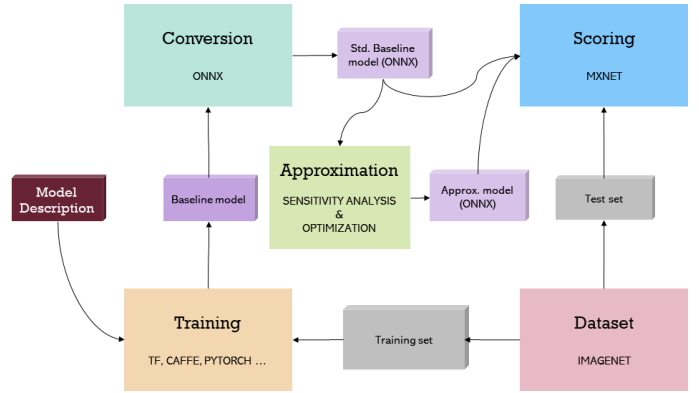 Conversion
ONNX
Std. Baseline
model (ONNX)
Scoring
MXNET
Approximation
SENSITIVITY ANALYSIS
&
OPTIMIZATION
Model
Description
Baseline model
Approx. model
(ONNX)
Test set
Training
TF, CAFFE, PYTORCH ...
Training set
Dataset
IMAGENET